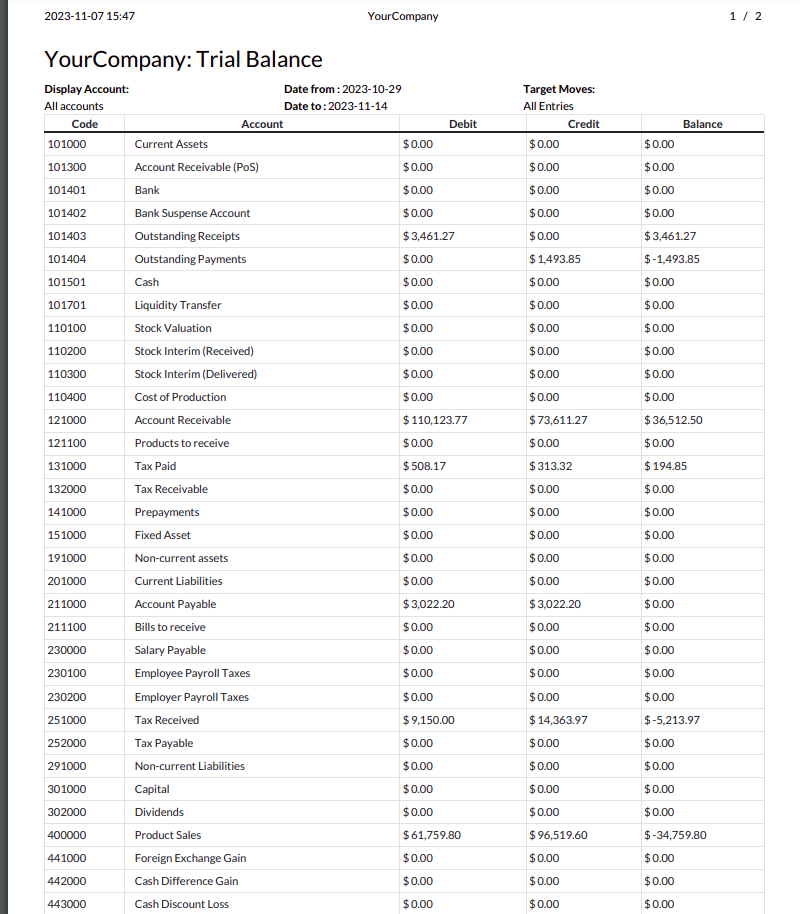 2023-11-07 15:47 YourCompany 1 / 2
YourCompany: Trial Balance
Display Account: Date from : 2023-10-29 Target Moves:
All accounts Date to : 2023-11-14 All Entries
Code Account Debit Credit Balance
101000 Current Assets $ 0.00 $ 0.00 $ 0.00
101300 Account Receivable (PoS) $ 0.00 $ 0.00 $ 0.00
101401 Bank $ 0.00 $ 0.00 $ 0.00
101402 Bank Suspense Account $ 0.00 $ 0.00 $ 0.00
101403 Outstanding Receipts $ 3,461.27 $ 0.00 $ 3,461.27
101404 Outstanding Payments $ 0.00 $ 1,493.85 $ -1,493.85
101501 Cash $ 0.00 $ 0.00 $ 0.00
101701 Liquidity Transfer $ 0.00 $ 0.00 $ 0.00
110100 Stock Valuation $ 0.00 $ 0.00 $ 0.00
110200 Stock Interim (Received) $ 0.00 $ 0.00 $ 0.00
110300 Stock Interim (Delivered) $ 0.00 $ 0.00 $ 0.00
110400 Cost of Production $ 0.00 $ 0.00 $ 0.00
121000 Account Receivable $ 110,123.77 $ 73,611.27 $ 36,512.50
121100 Products to receive $ 0.00 $ 0.00 $ 0.00
131000 Tax Paid $ 508.17 $ 313.32 $ 194.85
132000 Tax Receivable $ 0.00 $ 0.00 $ 0.00
141000 Prepayments $ 0.00 $ 0.00 $ 0.00
151000 Fixed Asset $ 0.00 $ 0.00 $ 0.00
191000 Non-current assets $ 0.00 $ 0.00 $ 0.00
201000 Current Liabilities $ 0.00 $ 0.00 $ 0.00
211000 Account Payable $ 3,022.20 $ 3,022.20 $ 0.00
211100 Bills to receive $ 0.00 $ 0.00 $ 0.00
230000 Salary Payable $ 0.00 $ 0.00 $ 0.00
230100 Employee Payroll Taxes $ 0.00 $ 0.00 $ 0.00
230200 Employer Payroll Taxes $ 0.00 $ 0.00 $ 0.00
251000 Tax Received $ 9,150.00 $ 14,363.97 $ -5,213.97
252000 Tax Payable $ 0.00 $ 0.00 $ 0.00
291000 Non-current Liabilities $ 0.00 $ 0.00 $ 0.00
301000 Capital $ 0.00 $ 0.00 $ 0.00
302000 Dividends $ 0.00 $ 0.00 $ 0.00
400000 Product Sales $ 61,759.80 $ 96,519.60 $ -34,759.80
441000 Foreign Exchange Gain $ 0.00 $ 0.00 $ 0.00
442000 Cash Difference Gain $ 0.00 $ 0.00 $ 0.00
443000 Cash Discount Loss $ 0.00 $ 0.00 $ 0.00